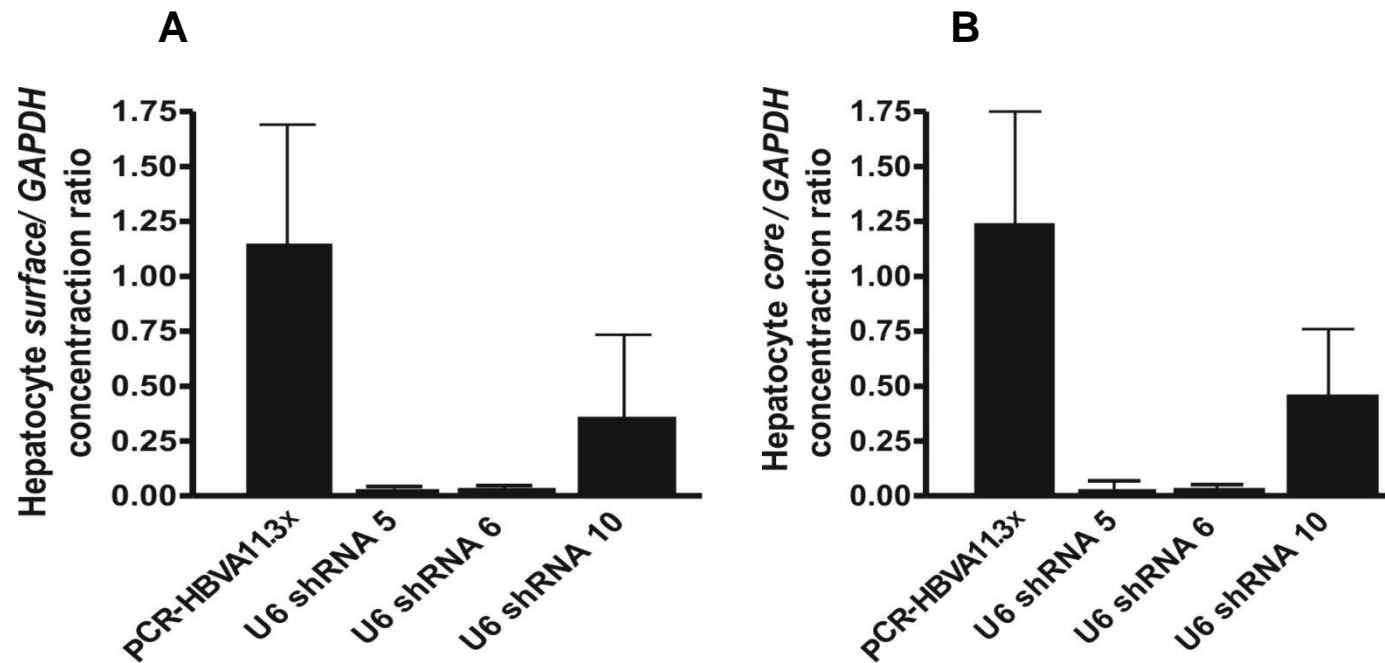 A
Hepatocyte surface/ GAPDH
concentraction ratio
1.75
1.50
1.25
1.00
0.75
0.50
0.25
0.00
PCR-HBVA11.3x
U6 shRNA 5
U6 shRNA 6
U6 shRNA 10
B
Hepatocyte core / GAPDH
concentraction ratio
1.75
1.50
1.25
1.00
0.75
0.50
0.25
0.00
PCR-HBVA11.3x
U6 shRNA 5
U6 shRNA 6
U6 shRNA 10